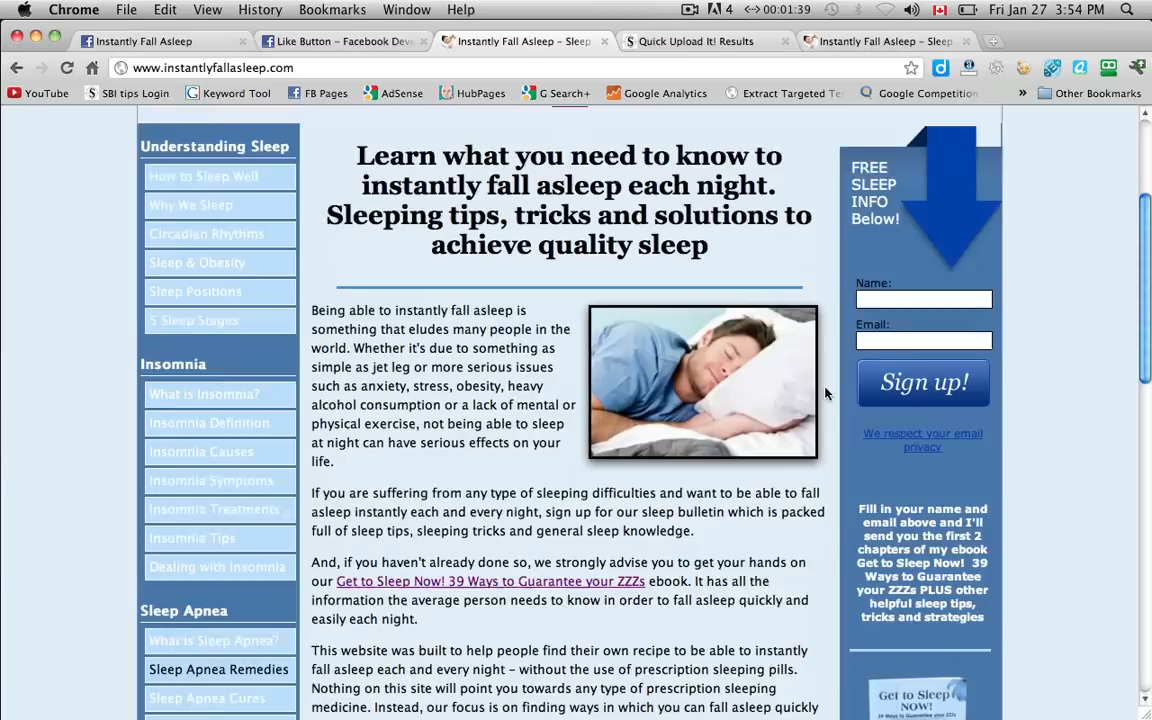 Chrome File Edit View History Bookmarks Window Help 4 00:01:39 Fri Jan 27 3:54 PM
Instantly Fall Asleep Like Button – Facebook Dev Instantly Fall Asleep – Sleep Quick Upload It! Results Instantly Fall Asleep – Sleep
www.instantlyfallasleep.com
YouTube SBI tips Login Keyword Tool FB Pages AdSense HubPages G Search+ Google Analytics Extract Targeted Te Google Competition » Other Bookmarks
Understanding Sleep
How to Sleep Well
Why We Sleep
Circadian Rhythms
Sleep & Obesity
Sleep Positions
5 Sleep Stages
Insomnia
What is Insomnia?
Insomnia Definition
Insomnia Causes
Insomnia Symptoms
Insomnia Treatments
Insomnia Tips
Dealing with Insomnia
Sleep Apnea
What is Sleep Apnea?
Sleep Apnea Remedies
Sleep Apnea Cures
Learn what you need to know to
instantly fall asleep each night.
Sleeping tips, tricks and solutions to
achieve quality sleep
Being able to instantly fall asleep is
something that eludes many people in the
world. Whether it's due to something as
simple as jet leg or more serious issues
such as anxiety, stress, obesity, heavy
alcohol consumption or a lack of mental or
physical exercise, not being able to sleep
at night can have serious effects on your
life.
If you are suffering from any type of sleeping difficulties and want to be able to fall
asleep instantly each and every night, sign up for our sleep bulletin which is packed
full of sleep tips, sleeping tricks and general sleep knowledge.
And, if you haven't already done so, we strongly advise you to get your hands on
our Get to Sleep Now! 39 Ways to Guarantee your ZZZs ebook. It has all the
information the average person needs to know in order to fall asleep quickly and
easily each night.
This website was built to help people find their own recipe to be able to instantly
fall asleep each and every night – without the use of prescription sleeping pills.
Nothing on this site will point you towards any type of prescription sleeping
medicine. Instead, our focus is on finding ways in which you can fall asleep quickly
FREE
SLEEP
INFO
Below!
Name:
Email:
Sign up!
We respect your email
privacy
Fill in your name and
email above and I'll
send you the first 2
chapters of my ebook
Get to Sleep Now! 39
Ways to Guarantee
your ZZZs PLUS other
helpful sleep tips,
tricks and strategies
Get to Sleep
NOW!
39 Ways to Guarantee your ZZZs